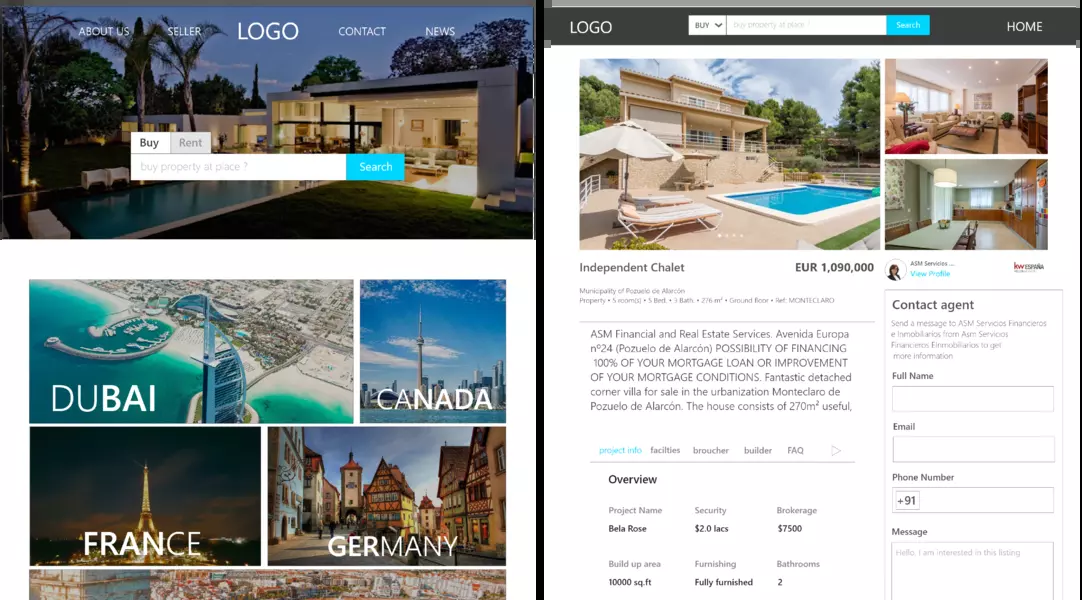 ABOUT US
SELLER
LOGO
CONTACT
NEWS
Buy
Rent
buy property at place ?
Search
DUBAI
CANADA
FRANCE
GERMANY
LOGO
BUY
buy property at place ?
Search
HOME
Independent Chalet
EUR 1,090,000
Municipality of Pozuelo de Alarcón
Property • 5 room(s) • 5 Bed. • 3 Bath. • 276 m² • Ground floor • Ref: MONTECLARO
ASM Financial and Real Estate Services. Avenida Europa
nº24 (Pozuelo de Alarcón) POSSIBILITY OF FINANCING
100% OF YOUR MORTGAGE LOAN OR IMPROVEMENT
OF YOUR MORTGAGE CONDITIONS. Fantastic detached
corner villa for sale in the urbanization Monteclaro de
Pozuelo de Alarcón. The house consists of 270m² useful,
project info
facilties
broucher
builder
FAQ
Overview
Project Name
Security
Brokerage
Bela Rose
$2.0 lacs
$7500
Build up area
Furnishing
Bathrooms
10000 sq.ft
Fully furnished
2
ASM Servicios ...
View Profile
kw ESPAÑA
Contact agent
Send a message to ASM Servicios Financieros
e Inmobiliarios from Asm Servicios
Financieros Einmobiliarios to get
more information
Full Name
Email
Phone Number
+91
Message
Hello, I am interested in this listing